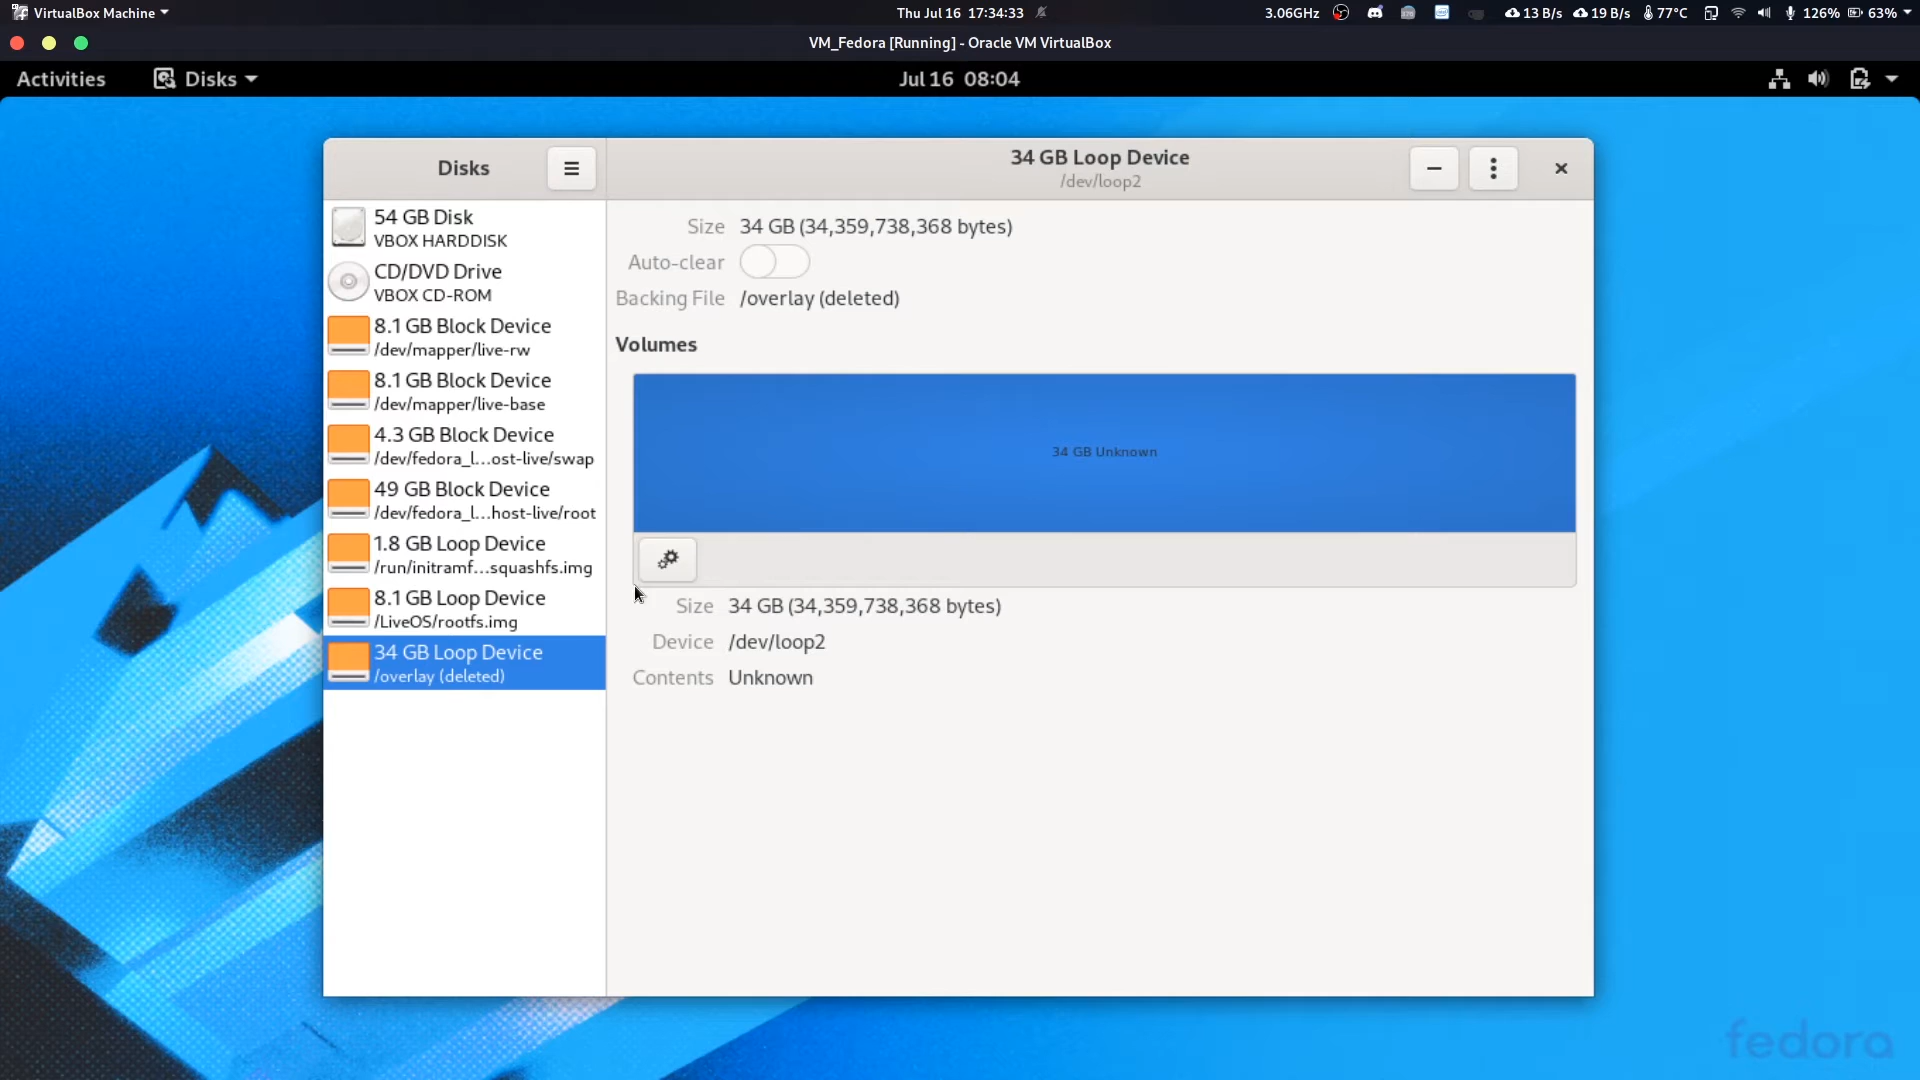 VirtualBox Machine
Thu Jul 16 17:34:33
3.06GHz
13 B/s
19 B/s
77°C
126%
63%
VM_Fedora [Running] - Oracle VM VirtualBox
Activities
Disks
Jul 16 08:04
Disks
34 GB Loop Device
/dev/loop2
54 GB Disk
VBOX HARDDISK
CD/DVD Drive
VBOX CD-ROM
8.1 GB Block Device
/dev/mapper/live-rw
8.1 GB Block Device
/dev/mapper/live-base
4.3 GB Block Device
/dev/fedora_l...ost-live/swap
49 GB Block Device
/dev/fedora_l...host-live/root
1.8 GB Loop Device
/run/initramf...squashfs.img
8.1 GB Loop Device
/LiveOS/rootfs.img
34 GB Loop Device
/overlay (deleted)
Size 34 GB (34,359,738,368 bytes)
Auto-clear
Backing File /overlay (deleted)
Volumes
34 GB Unknown
Size 34 GB (34,359,738,368 bytes)
Device /dev/loop2
Contents Unknown
fedora